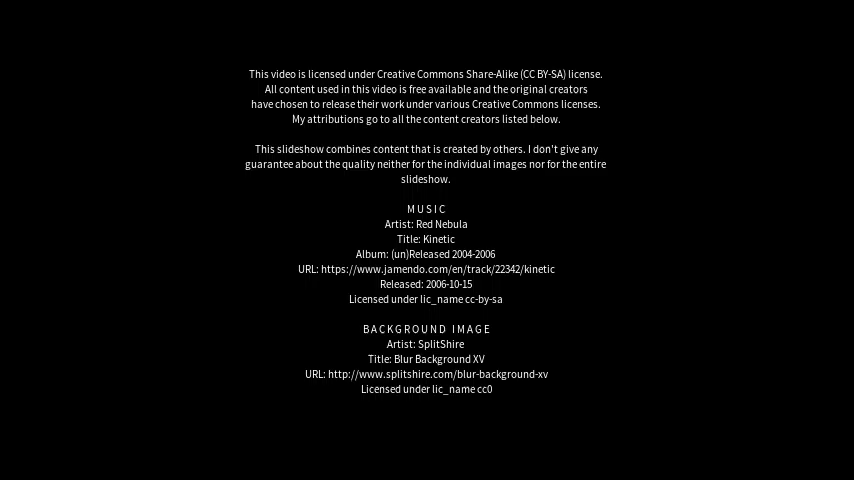 This video is licensed under Creative Commons Share-Alike (CC BY-SA) license.
All content used in this video is free available and the original creators
have chosen to release their work under various Creative Commons licenses.
My attributions go to all the content creators listed below.
This slideshow combines content that is created by others. I don't give any
guarantee about the quality neither for the individual images nor for the entire
slideshow.
MUSIC
Artist: Red Nebula
Title: Kinetic
Album: (un)Released 2004-2006
URL: https://www.jamendo.com/en/track/22342/kinetic
Released: 2006-10-15
Licensed under lic_name cc-by-sa
BACKGROUND IMAGE
Artist: SplitShire
Title: Blur Background XV
URL: http://www.splitshire.com/blur-background-xv
Licensed under lic_name cc0